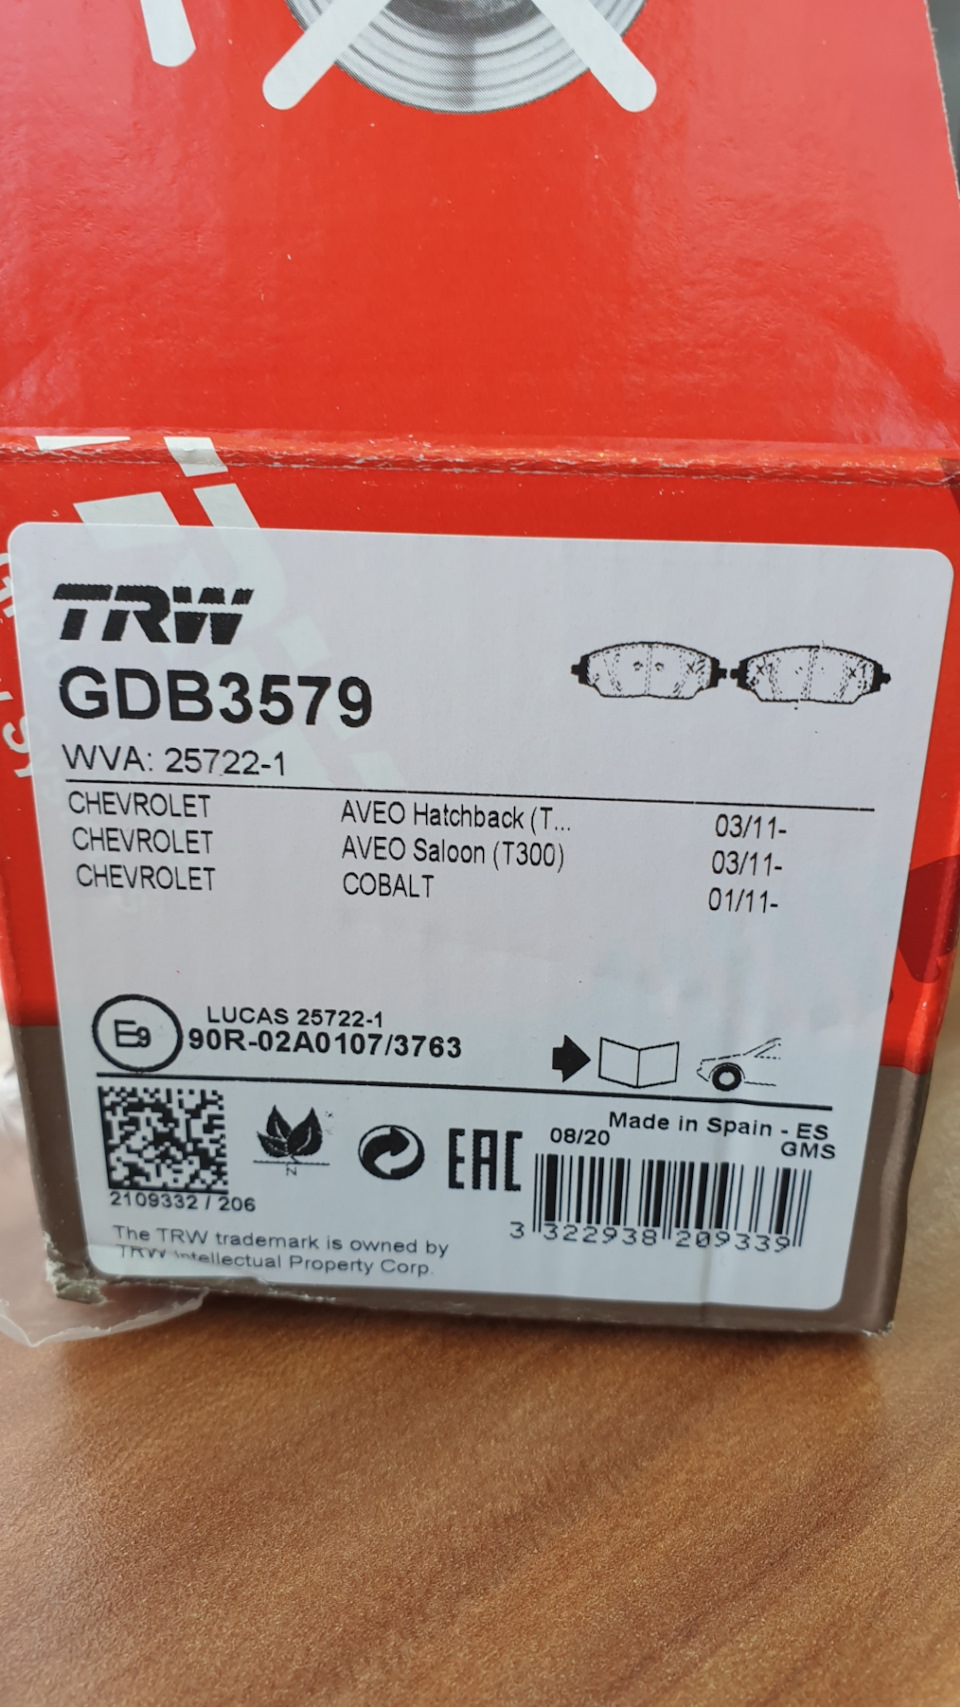 TRW
GDB3579
WVA: 25722-1
CHEVROLET AVEO Hatchback (T... 03/11-
CHEVROLET AVEO Saloon (T300) 03/11-
CHEVROLET COBALT 01/11-
E9
LUCAS 25722-1
90R-02A0107/3763
Made in Spain - ES
08/20 GMS
N
EAC
2109332 / 206
3 322938 209339
The TRW trademark is owned by
TRW Intellectual Property Corp.